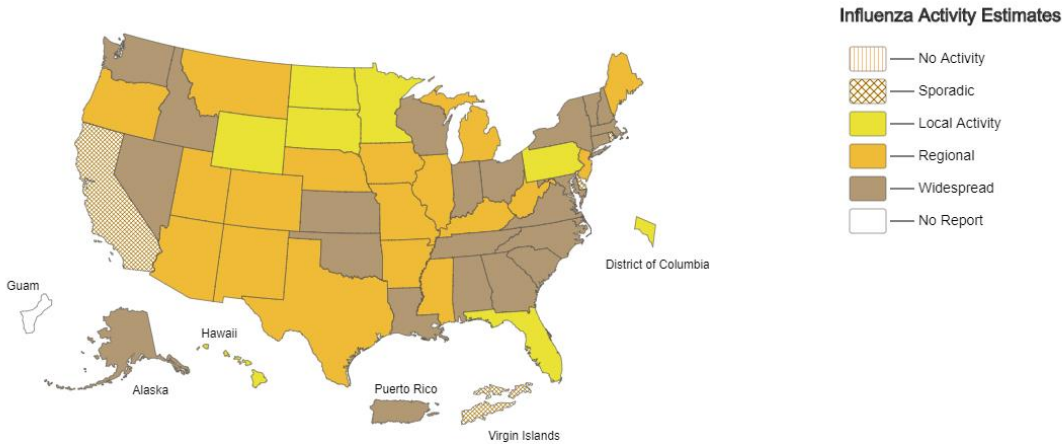 Influenza Activity Estimates
No Activity
Sporadic
Local Activity
Regional
Widespread
No Report
District of Columbia
Guam
Hawaii
Alaska
Puerto Rico
Virgin Islands